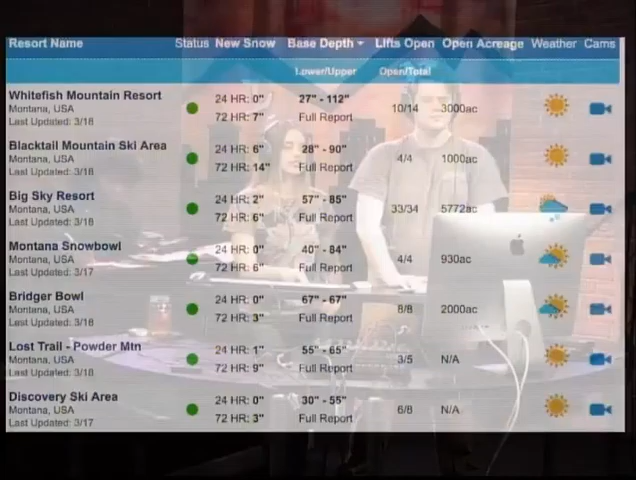 Resort Name Status New Snow Base Depth Lifts Open Open Acreage Weather Cams
Lower/Upper Open/Total
Whitefish Mountain Resort
Montana, USA
Last Updated: 3/18
24 HR: 0" 27" - 112" 10/14 3000ac
72 HR: 7" Full Report
Blacktail Mountain Ski Area
Montana, USA
Last Updated: 3/18
24 HR: 6" 28" - 90" 4/4 1000ac
72 HR: 14" Full Report
Big Sky Resort
Montana, USA
Last Updated: 3/18
24 HR: 2" 57" - 85" 33/34 5772ac
72 HR: 6" Full Report
Montana Snowbowl
Montana, USA
Last Updated: 3/17
24 HR: 0" 40" - 84" 4/4 930ac
72 HR: 6" Full Report
Bridger Bowl
Montana, USA
Last Updated: 3/18
24 HR: 0" 67" - 67" 8/8 2000ac
72 HR: 3" Full Report
Lost Trail - Powder Mtn
Montana, USA
Last Updated: 3/18
24 HR: 1" 55" - 65" 3/5 N/A
72 HR: 9" Full Report
Discovery Ski Area
Montana, USA
Last Updated: 3/17
24 HR: 0" 30" - 55" 6/8 N/A
72 HR: 3" Full Report